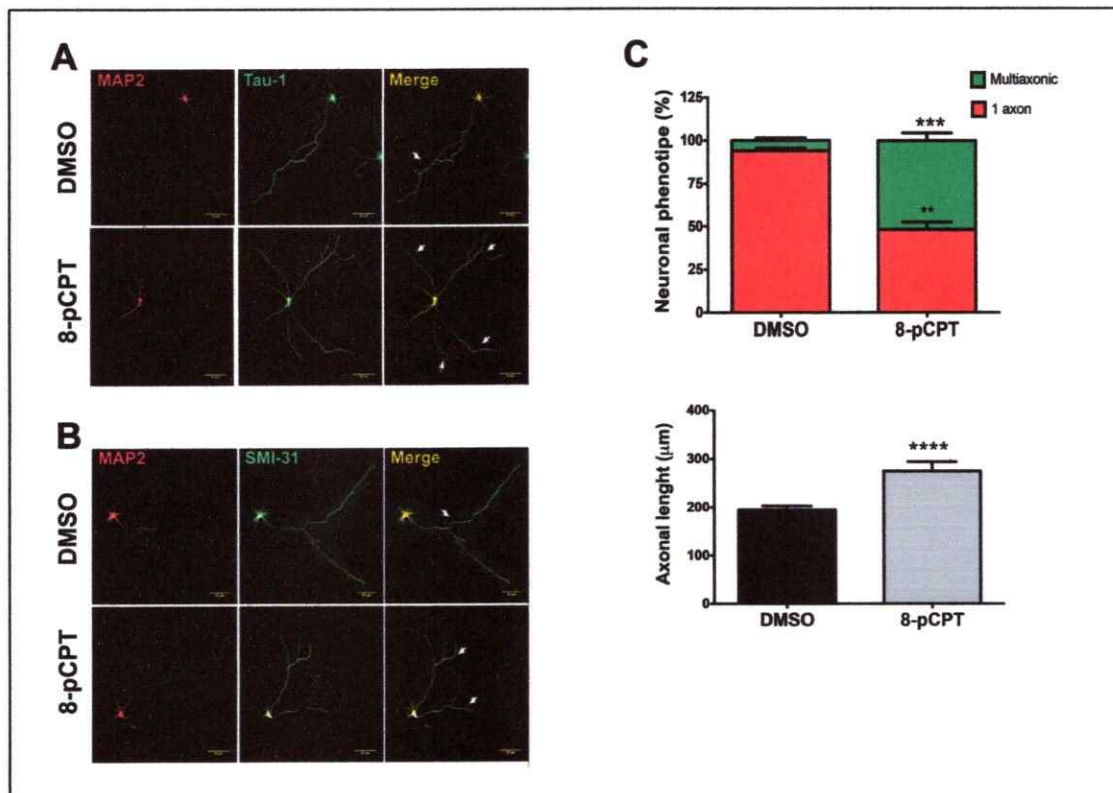 A
MAP2 Tau-1 Merge
DMSO
8-pCPT
B
MAP2 SMI-31 Merge
DMSO
8-pCPT
C
Multiaxonic
1 axon
Neuronal phenotipe (%)
125
100
75
50
25
0
***
**
DMSO 8-pCPT
Axonal lenght (μm)
400
300
200
100
0
****
DMSO 8-pCPT